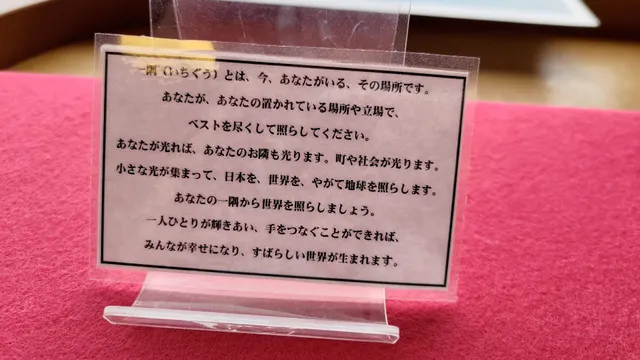 一隅（いちぐう）とは、今、あなたがいる、その場所です。
あなたが、あなたの置かれている場所や立場で、
ベストを尽くして照らしてください。
あなたが光れば、あなたのお隣も光ります。町や社会が光ります。
小さな光が集まって、日本を、世界を、やがて地球を照らします。
あなたの一隅から世界を照らしましょう。
一人ひとりが輝きあい、手をつなぐことができれば、
みんなが幸せになり、すばらしい世界が生まれます。